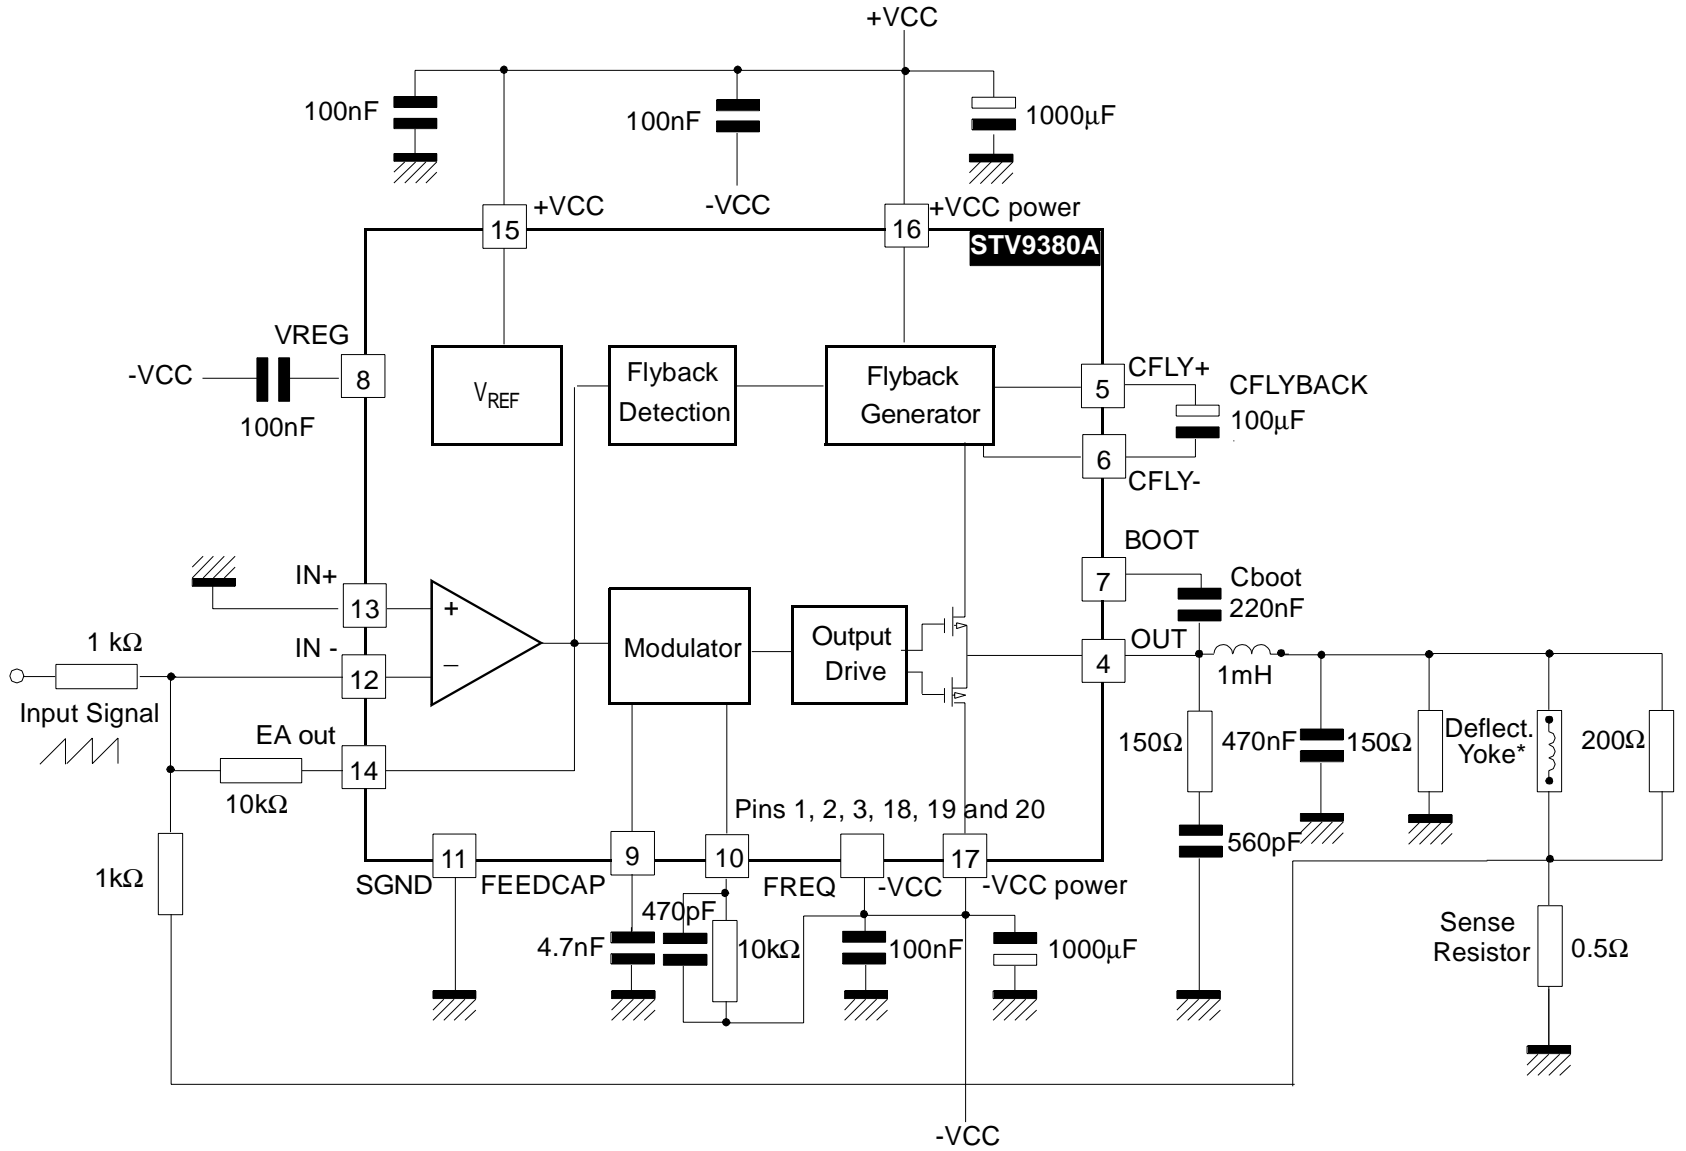 +VCC
100nF
100nF
1000µF
+VCC
-VCC
+VCC power
15
16
STV9380A
VREG
-VCC
8
100nF
VREF
Flyback
Detection
Flyback
Generator
CFLY+
5
CFLYBACK
100µF
6
CFLY-
BOOT
7
Cboot
220nF
IN+
13
+
1 kΩ
IN -
12
–
Modulator
Output
Drive
OUT
4
1mH
Input Signal
EA out
14
10kΩ
150Ω
470nF
150Ω
Deflect.
Yoke*
200Ω
Pins 1, 2, 3, 18, 19 and 20
560pF
1kΩ
11
9
10
17
SGND
FEEDCAP
FREQ
-VCC
-VCC power
470pF
4.7nF
10kΩ
100nF
1000µF
Sense
Resistor
0.5Ω
-VCC